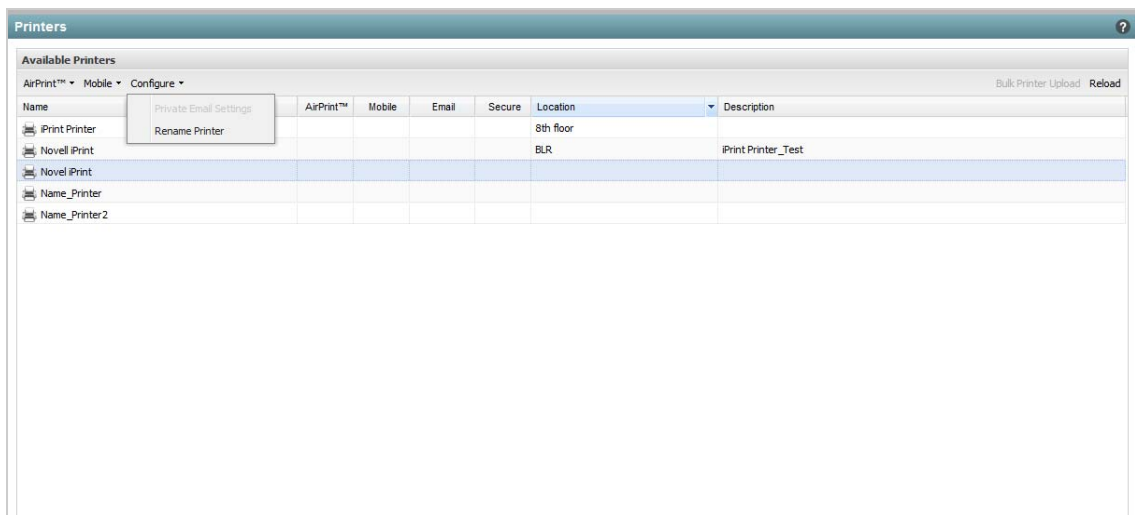 Printers ?
Available Printers
AirPrint™ Mobile Configure Bulk Printer Upload Reload
Name AirPrint™ Mobile Email Secure Location Description
Private Email Settings
iPrint Printer 8th floor
Rename Printer
Novell iPrint BLR iPrint Printer_Test
Novel iPrint
Name_Printer
Name_Printer2